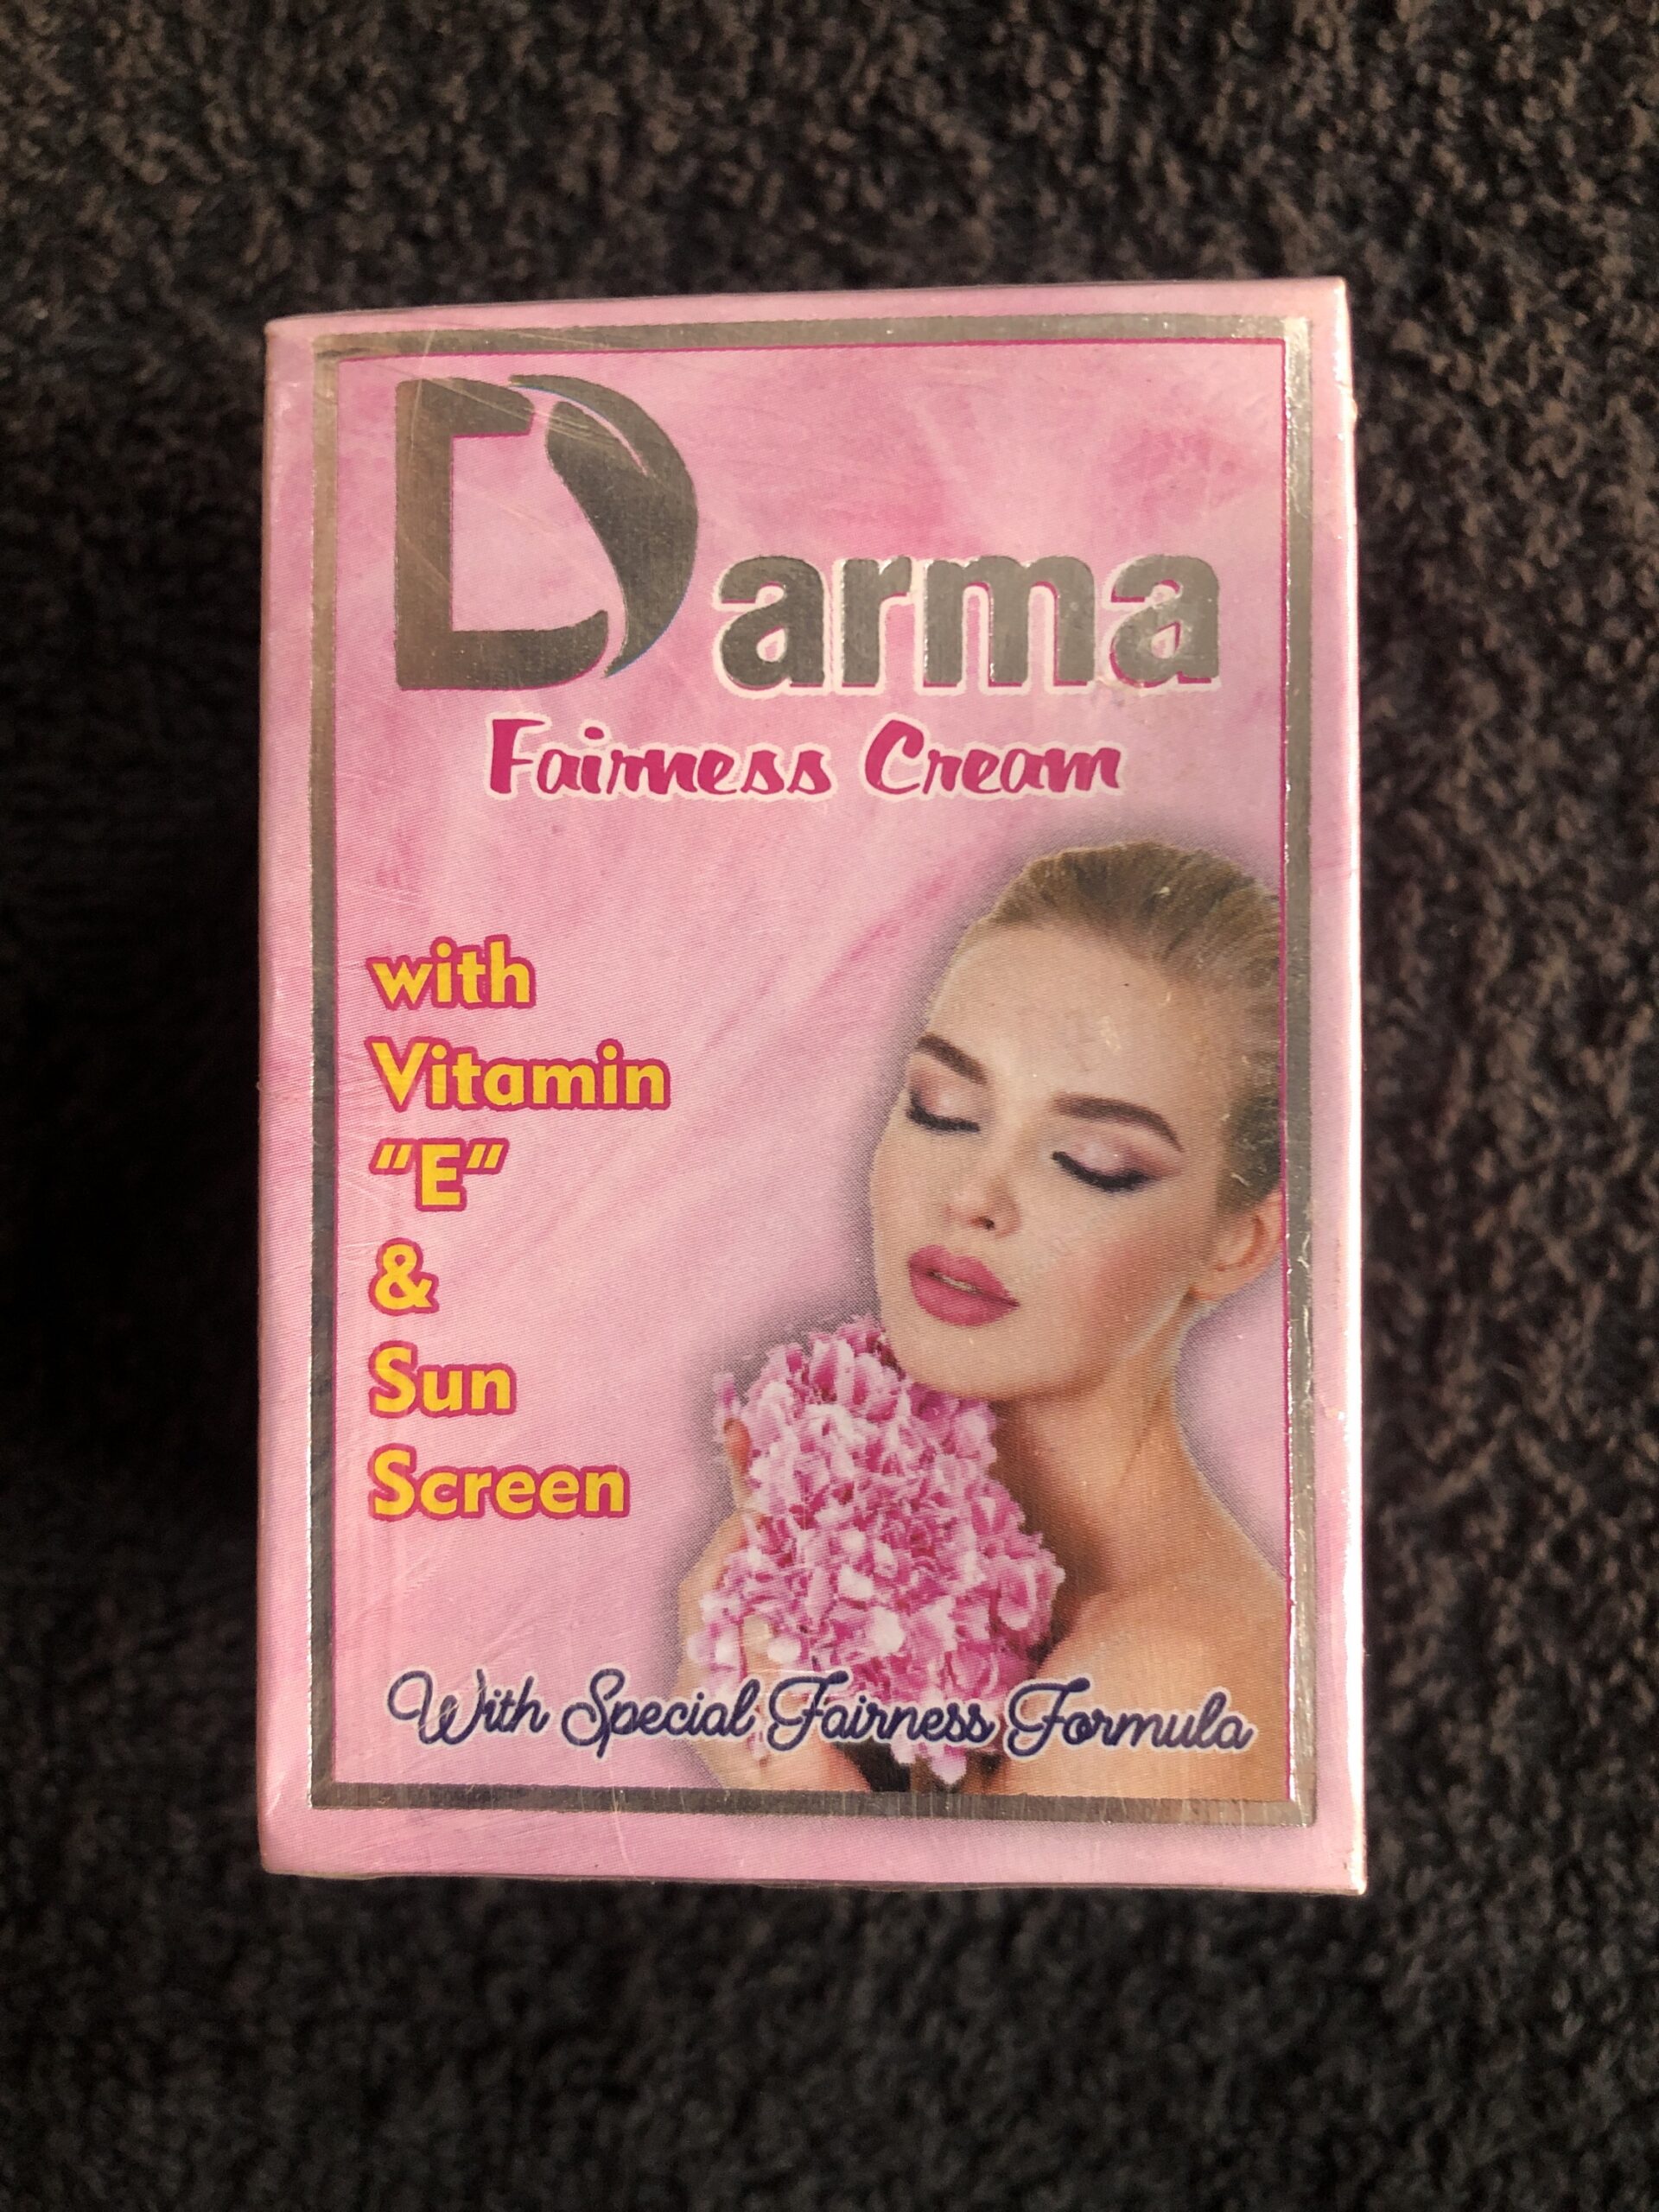 Darma
Fairness Cream
with
Vitamin
"E"
&
Sun
Screen
With Special Fairness Formula